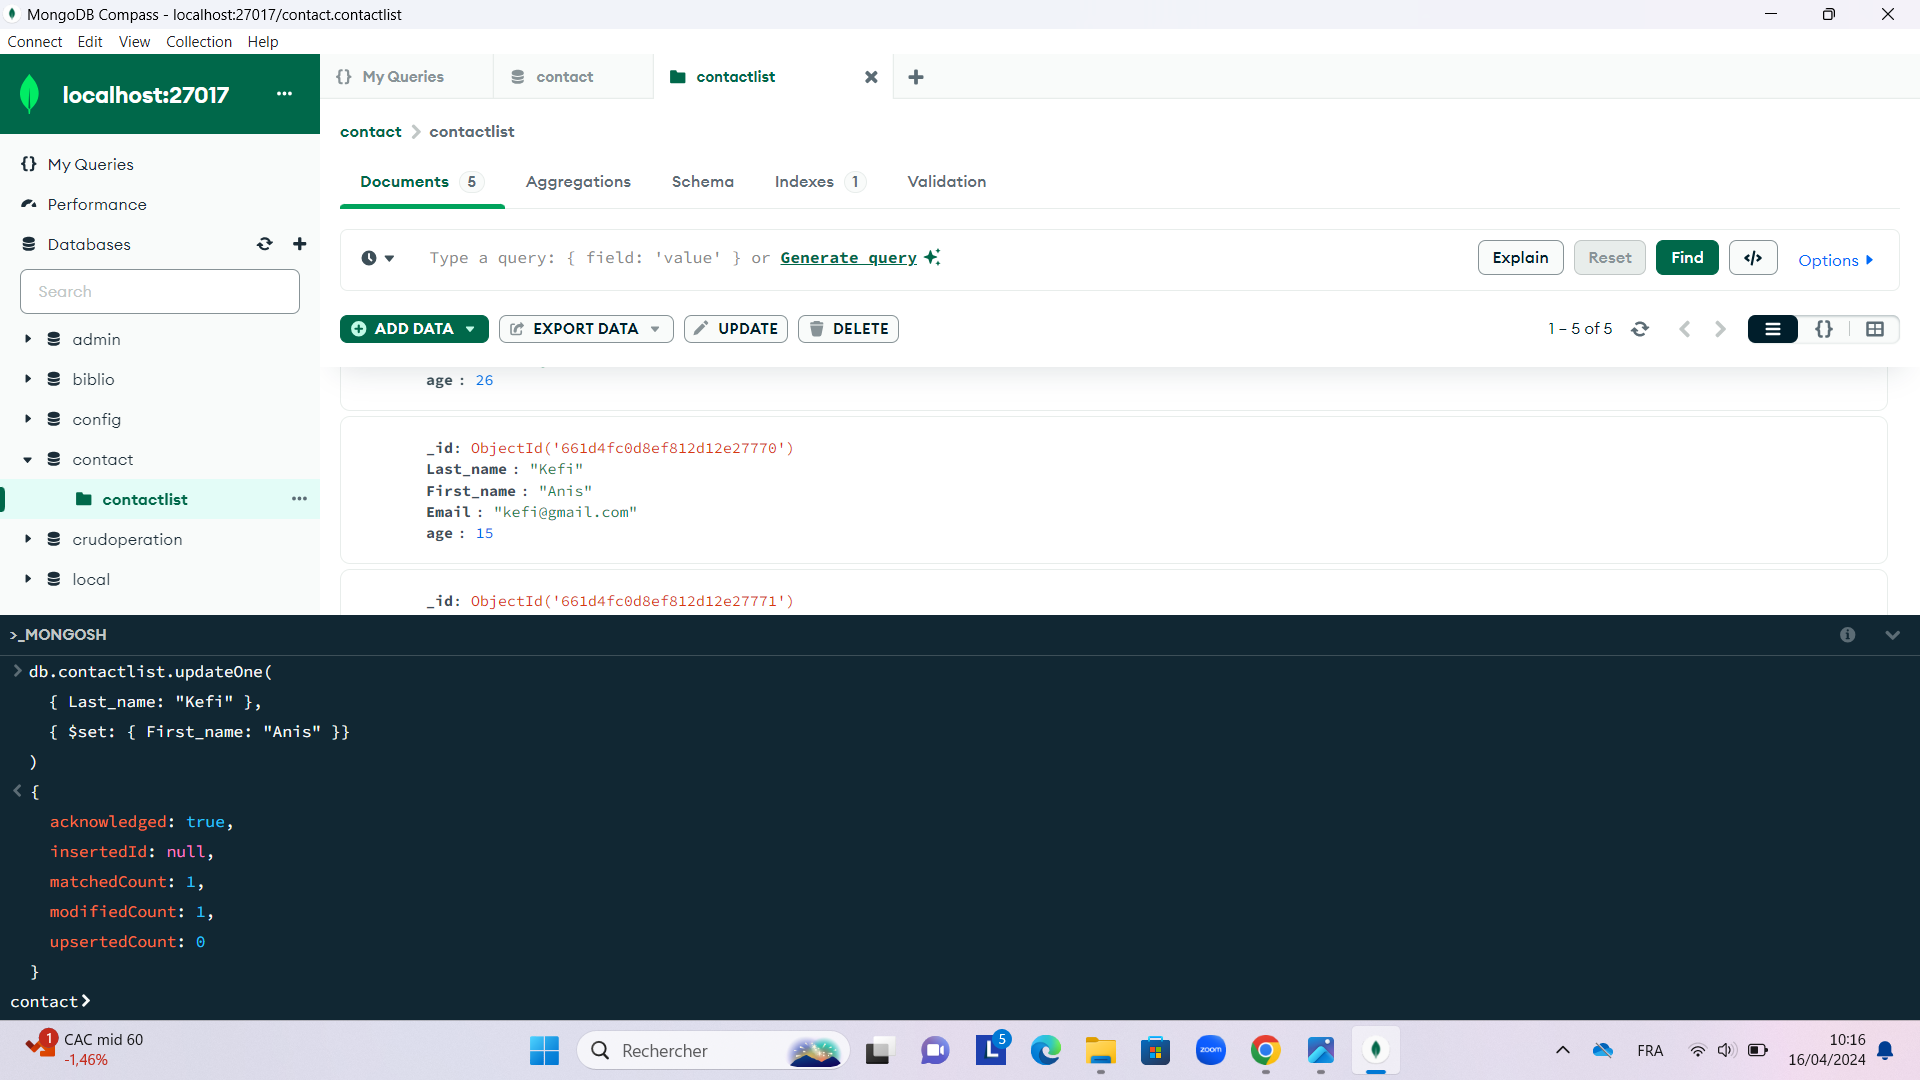 MongoDB Compass - localhost:27017/contact.contactlist
Connect Edit View Collection Help
localhost:27017 ...
{} My Queries
contact
contactlist
My Queries
Performance
Databases
Search
admin
biblio
config
contact
contactlist
crudoperation
local
contact > contactlist
Documents 5 Aggregations Schema Indexes 1 Validation
Type a query: { field: 'value' } or Generate query
Explain Reset Find </> Options
ADD DATA EXPORT DATA UPDATE DELETE
1 – 5 of 5
{}
age : 26
_id: ObjectId('661d4fc0d8ef812d12e27770')
Last_name : "Kefi"
First_name : "Anis"
Email : "kefi@gmail.com"
age : 15
_id: ObjectId('661d4fc0d8ef812d12e27771')
>_MONGOSH
> db.contactlist.updateOne(
{ Last_name: "Kefi" },
{ $set: { First_name: "Anis" }}
)
< {
acknowledged: true,
insertedId: null,
matchedCount: 1,
modifiedCount: 1,
upsertedCount: 0
}
contact>
1
CAC mid 60
-1,46%
Rechercher
L 5
zoom
FRA
10:16
16/04/2024